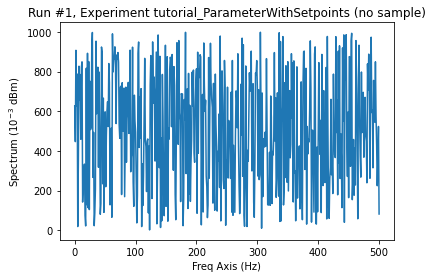 Run #1, Experiment tutorial_ParameterWithSetpoints (no sample)
1000
800
600
400
200
0
Spectrum (10⁻³ dBm)
0 100 200 300 400 500
Freq Axis (Hz)